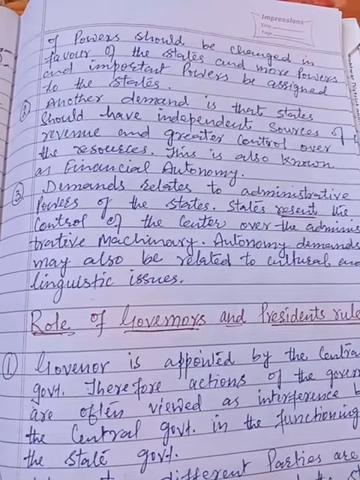 Impressions
of Powers should be changed in
favour of the states and more powers
and important powers be assigned
to the states.
② Another demand is that states
should have independent sources of
revenue and greater control over
the resources. This is also known
as Financial Autonomy.
③ Demands relates to administrative
powers of the states. States resent the
control of the center over the adminis
trative Machinary. Autonomy demands
may also be related to cultural and
linguistic issues.
Role of Governors and Presidents rule
① Govenor is appoied by the Central
govt. Therefore actions of the gover
are often viewed as interference b
the Central govt. in the functioning
the state govt.
different Parties are